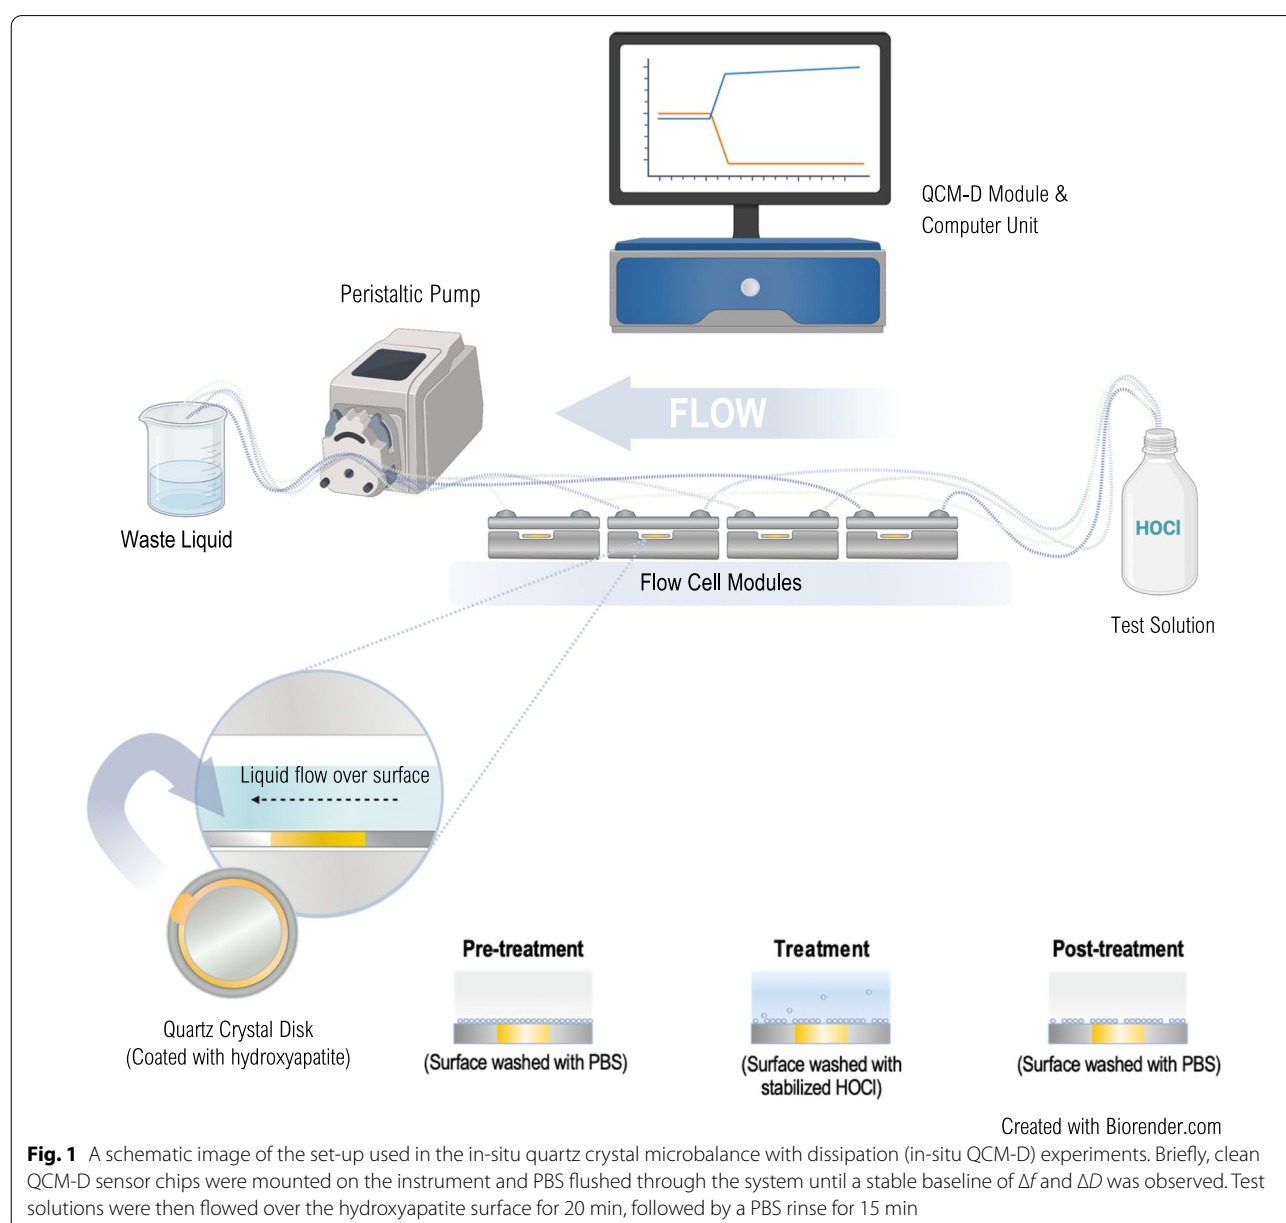 QCM-D Module &
Computer Unit
Peristaltic Pump
FLOW
HOCl
Waste Liquid
Flow Cell Modules
Test Solution
Liquid flow over surface
Quartz Crystal Disk
(Coated with hydroxyapatite)
Pre-treatment
(Surface washed with PBS)
Treatment
(Surface washed with
stabilized HOCl)
Post-treatment
(Surface washed with PBS)
Created with Biorender.com
Fig. 1 A schematic image of the set-up used in the in-situ quartz crystal microbalance with dissipation (in-situ QCM-D) experiments. Briefly, clean
QCM-D sensor chips were mounted on the instrument and PBS flushed through the system until a stable baseline of Δf and ΔD was observed. Test
solutions were then flowed over the hydroxyapatite surface for 20 min, followed by a PBS rinse for 15 min